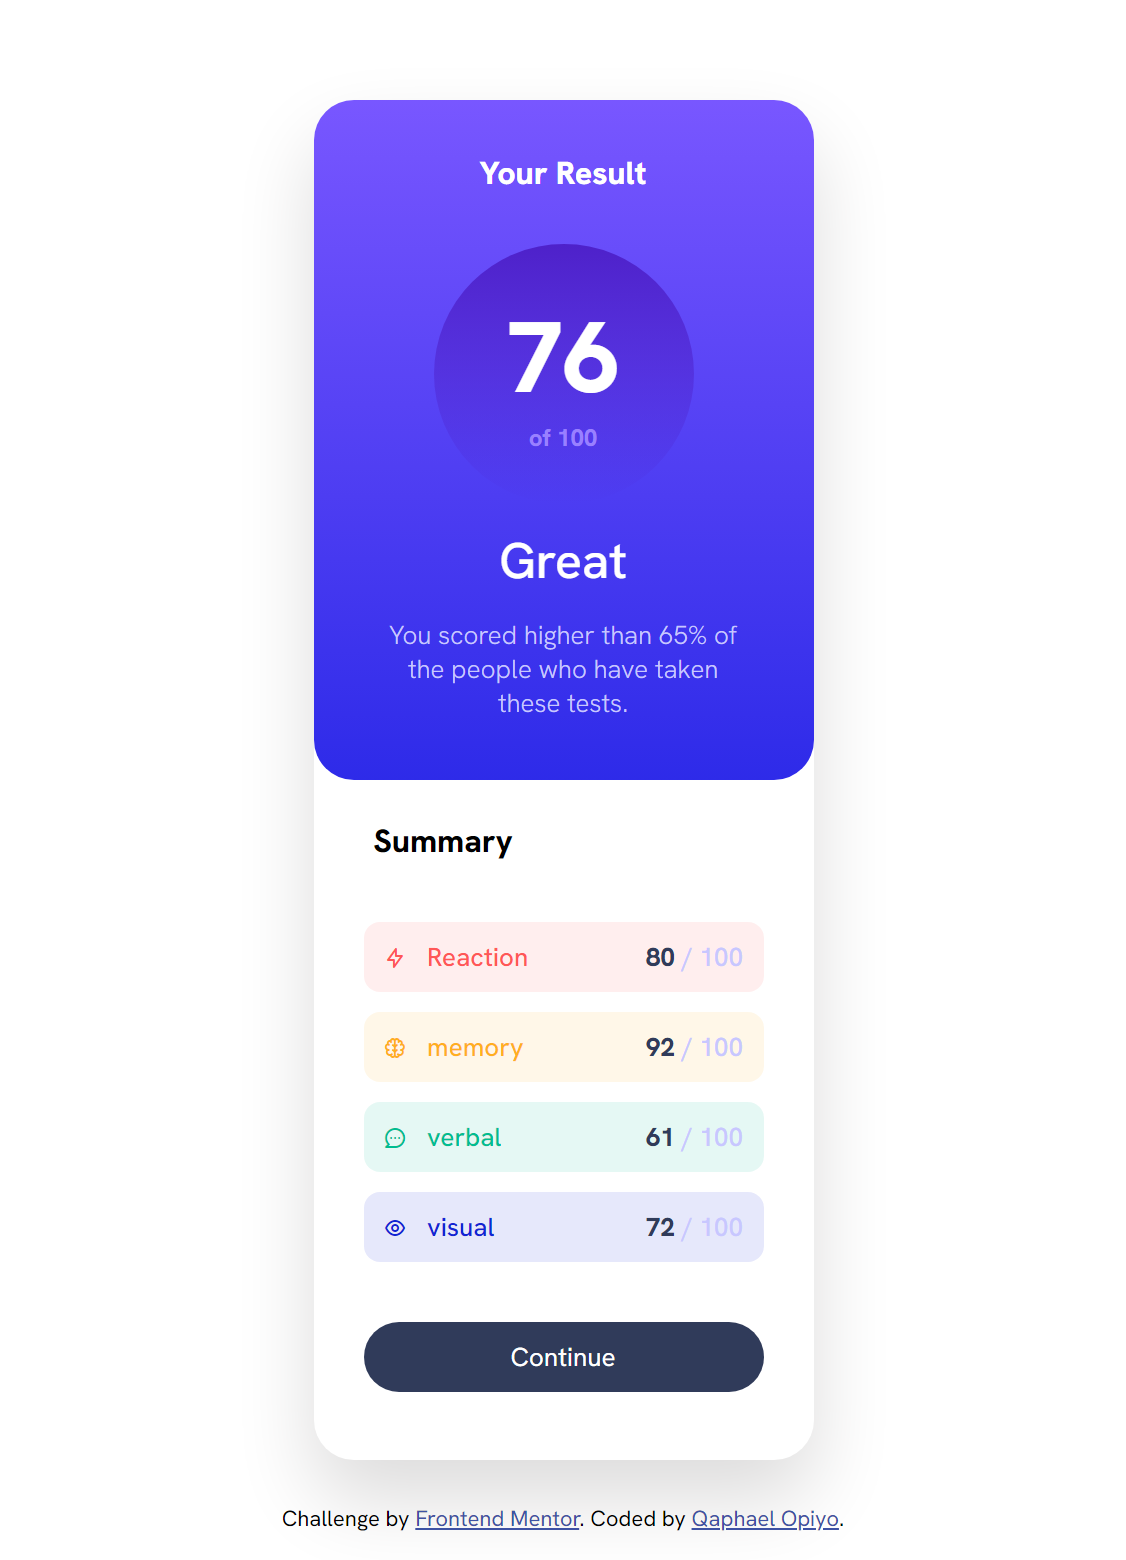 Your Result
76
of 100
Great
You scored higher than 65% of
the people who have taken
these tests.
Summary
Reaction 80 / 100
memory 92 / 100
verbal 61 / 100
visual 72 / 100
Continue
Challenge by Frontend Mentor. Coded by Qaphael Opiyo.